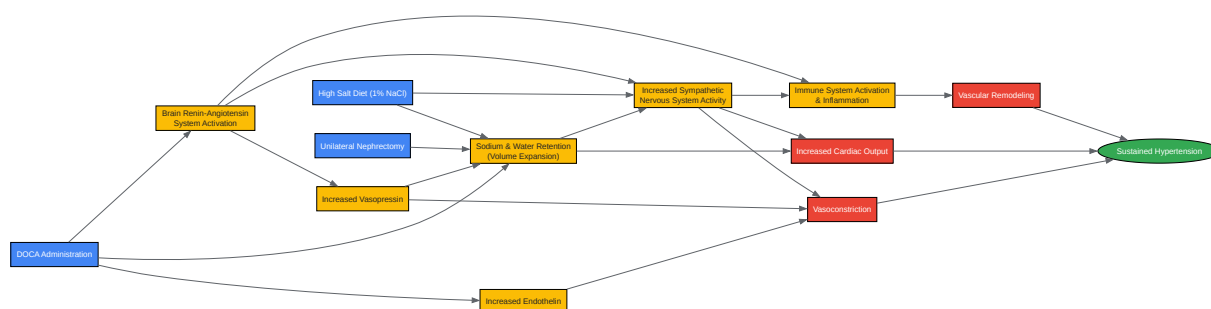 Brain Renin-Angiotensin
System Activation
High Salt Diet (1% NaCl)
Unilateral Nephrectomy
Increased Vasopressin
DOCA Administration
Sodium & Water Retention
(Volume Expansion)
Increased Endothelin
Increased Sympathetic
Nervous System Activity
Immune System Activation
& Inflammation
Increased Cardiac Output
Vasoconstriction
Vascular Remodeling
Sustained Hypertension